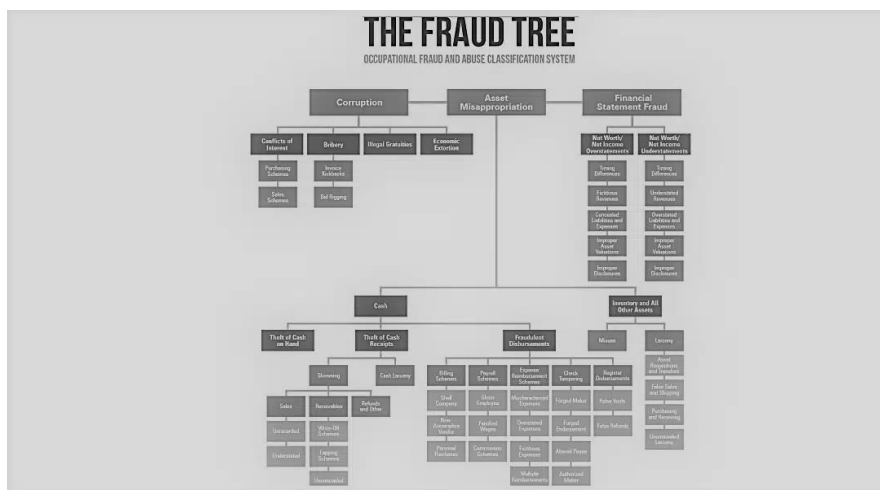 THE FRAUD TREE
OCCUPATIONAL FRAUD AND ABUSE CLASSIFICATION SYSTEM
Corruption
Asset
Misappropriation
Financial
Statement Fraud
Conflicts of
Interest
Bribery
Illegal Gratuities
Economic
Extortion
Net Worth/
Net Income
Overstatements
Net Worth/
Net Income
Understatements
Purchasing
Schemes
Invoice
Kickbacks
Timing
Differences
Timing
Differences
Sales
Schemes
Bid Rigging
Fictitious
Revenues
Understated
Revenues
Concealed
Liabilities and
Expenses
Overstated
Liabilities and
Expenses
Improper
Asset
Valuations
Improper
Asset
Valuations
Improper
Disclosures
Improper
Disclosures
Cash
Inventory and All
Other Assets
Theft of Cash
on Hand
Theft of Cash
Receipts
Fraudulent
Disbursements
Misuse
Larceny
Skimming
Cash Larceny
Billing
Schemes
Payroll
Schemes
Expense
Reimbursement
Schemes
Check
Tampering
Register
Disbursements
Asset
Requisitions
and Transfers
Sales
Receivables
Refunds
and Other
Shell
Company
Ghost
Employee
Mischaracterized
Expenses
Forged Maker
False Voids
False Sales
and Shipping
Unrecorded
Write-Off
Schemes
Non-
Accomplice
Vendor
Falsified
Wages
Overstated
Expenses
Forged
Endorsement
False Refunds
Purchasing
and Receiving
Understated
Lapping
Schemes
Personal
Purchases
Commission
Schemes
Fictitious
Expenses
Altered Payee
Unconcealed
Larceny
Unconcealed
Multiple
Reimbursements
Authorized
Maker